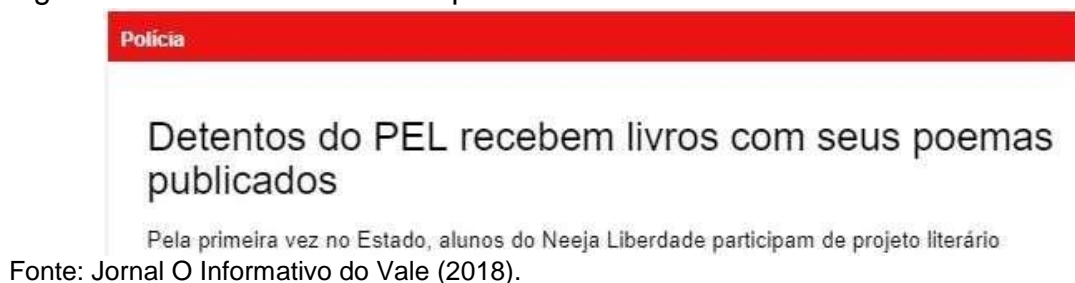 Polícia
Detentos do PEL recebem livros com seus poemas
publicados
Pela primeira vez no Estado, alunos do Neeja Liberdade participam de projeto literário
Fonte: Jornal O Informativo do Vale (2018).